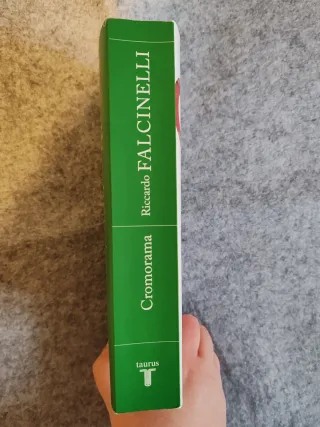 Riccardo FALCINELLI
Cromorama
taurus
T